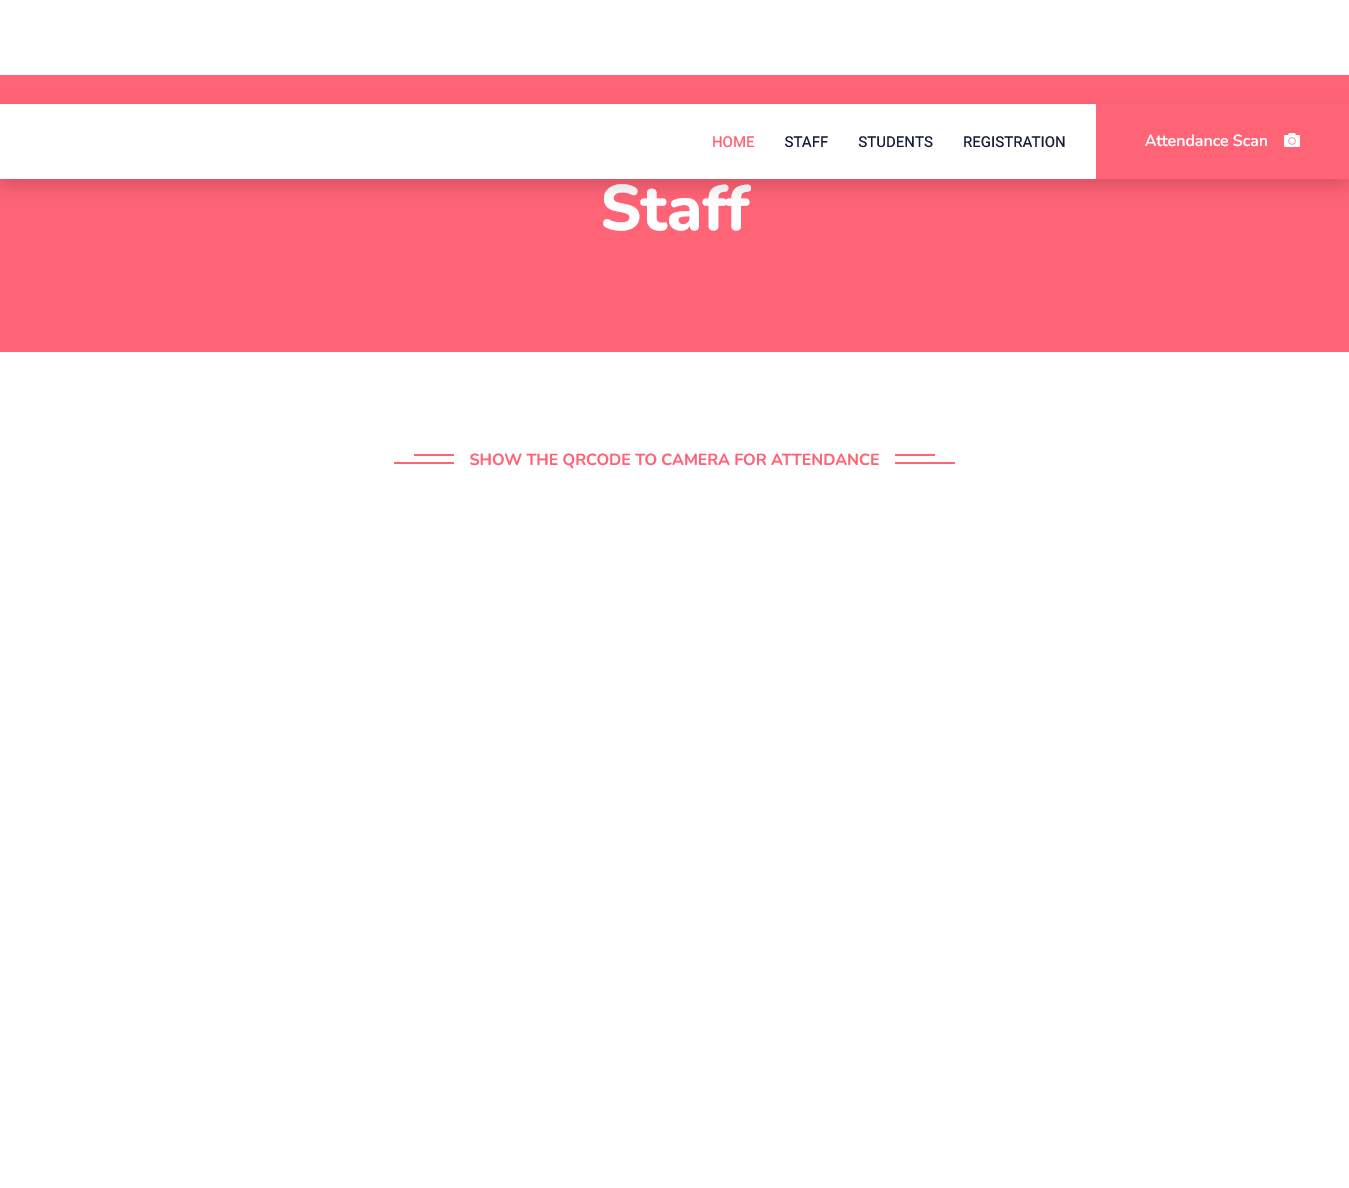 HOME STAFF STUDENTS REGISTRATION Attendance Scan
Staff
SHOW THE QRCODE TO CAMERA FOR ATTENDANCE